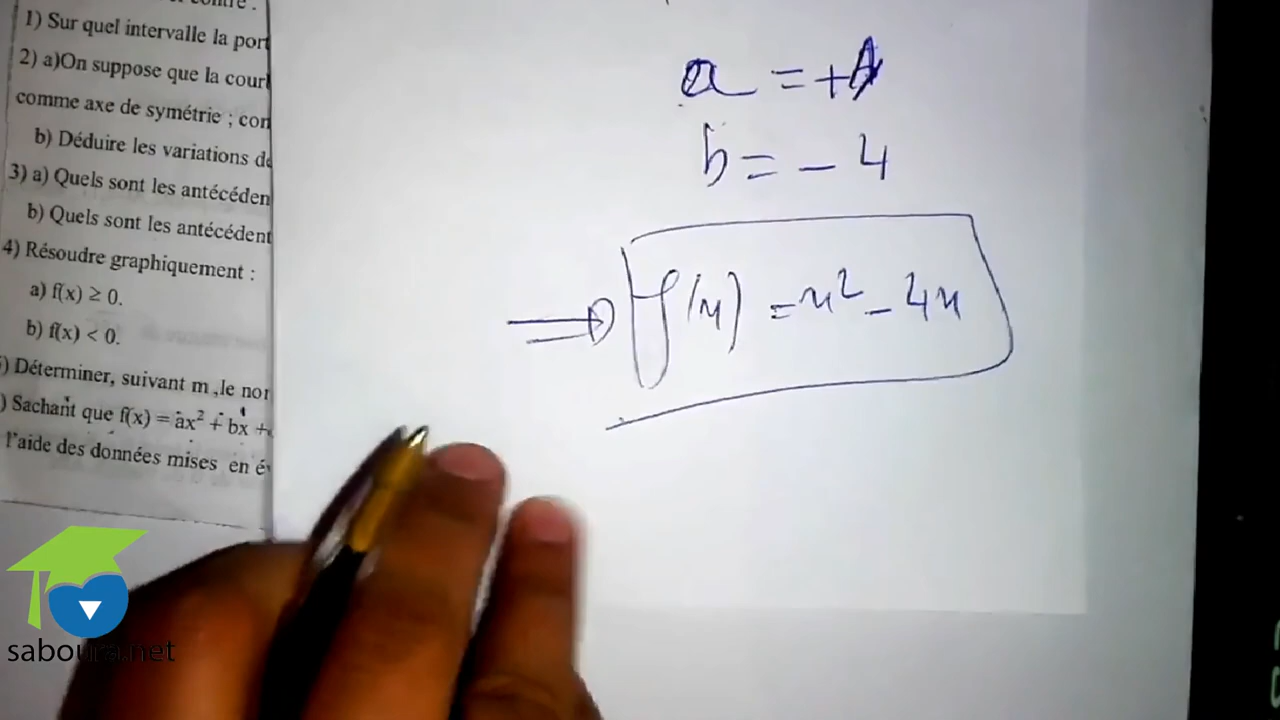 1) Sur quel intervalle la port
2) a)On suppose que la cour
comme axe de symétrie ; con
b) Déduire les variations de
3) a) Quels sont les antécéden
b) Quels sont les antécédent
4) Résoudre graphiquement :
a) f(x) ≥ 0.
b) f(x) < 0.
) Déterminer, suivant m ,le nor
) Sachant que f(x) = ax² + bx +
l'aide des données mises en é
a = +1
b = - 4
⇒ f(x) = x² - 4x
saboura.net